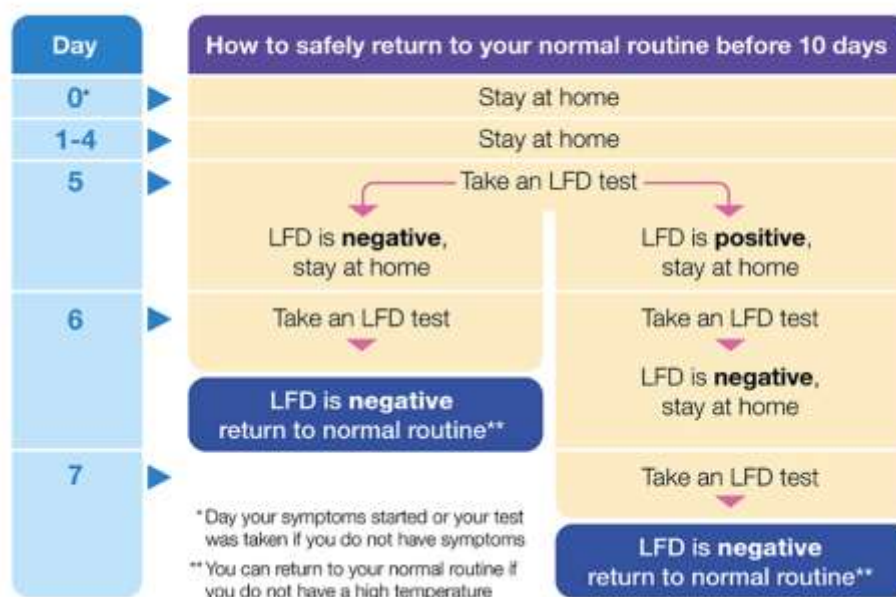 Day
How to safely return to your normal routine before 10 days
0*
Stay at home
1-4
Stay at home
5
Take an LFD test
LFD is negative,
stay at home
LFD is positive,
stay at home
6
Take an LFD test
LFD is negative
return to normal routine**
Take an LFD test
LFD is negative,
stay at home
7
Take an LFD test
LFD is negative
return to normal routine**
* Day your symptoms started or your test
was taken if you do not have symptoms
** You can return to your normal routine if
you do not have a high temperature